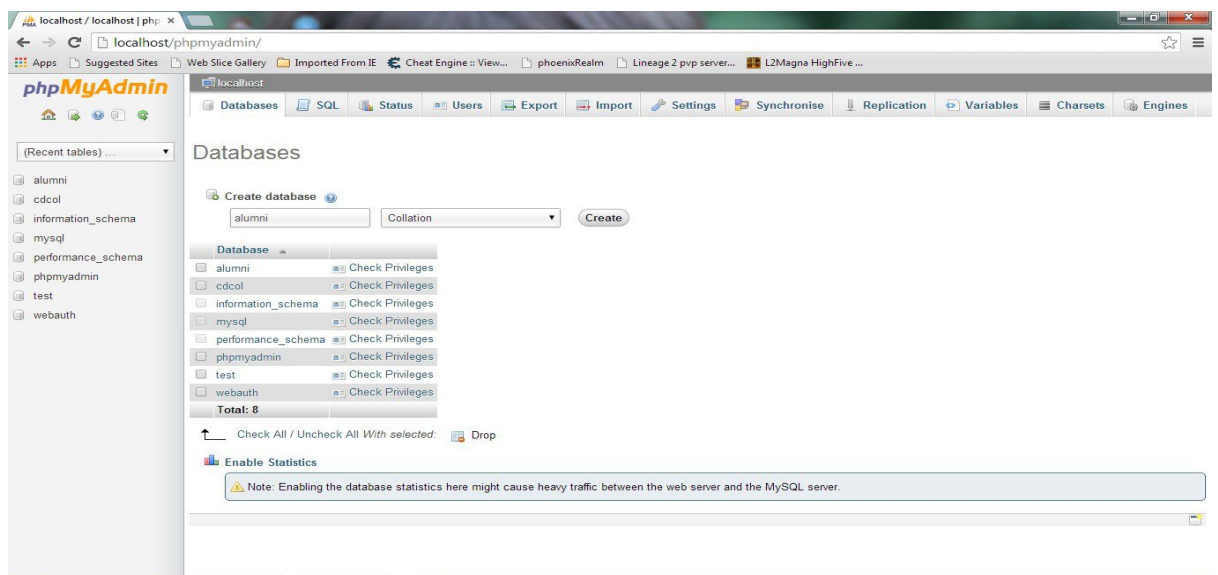 localhost / localhost | php
localhost/phpmyadmin/
Apps Suggested Sites Web Slice Gallery Imported From IE Cheat Engine :: View... phoenixRealm Lineage 2 pvp server... L2Magna HighFive ...
phpMyAdmin
localhost
Databases SQL Status Users Export Import Settings Synchronise Replication Variables Charsets Engines
(Recent tables) ...
alumni
cdcol
information_schema
mysql
performance_schema
phpmyadmin
test
webauth
Databases
Create database
alumni Collation Create
Database
alumni Check Privileges
cdcol Check Privileges
information_schema Check Privileges
mysql Check Privileges
performance_schema Check Privileges
phpmyadmin Check Privileges
test Check Privileges
webauth Check Privileges
Total: 8
Check All / Uncheck All With selected: Drop
Enable Statistics
Note: Enabling the database statistics here might cause heavy traffic between the web server and the MySQL server.